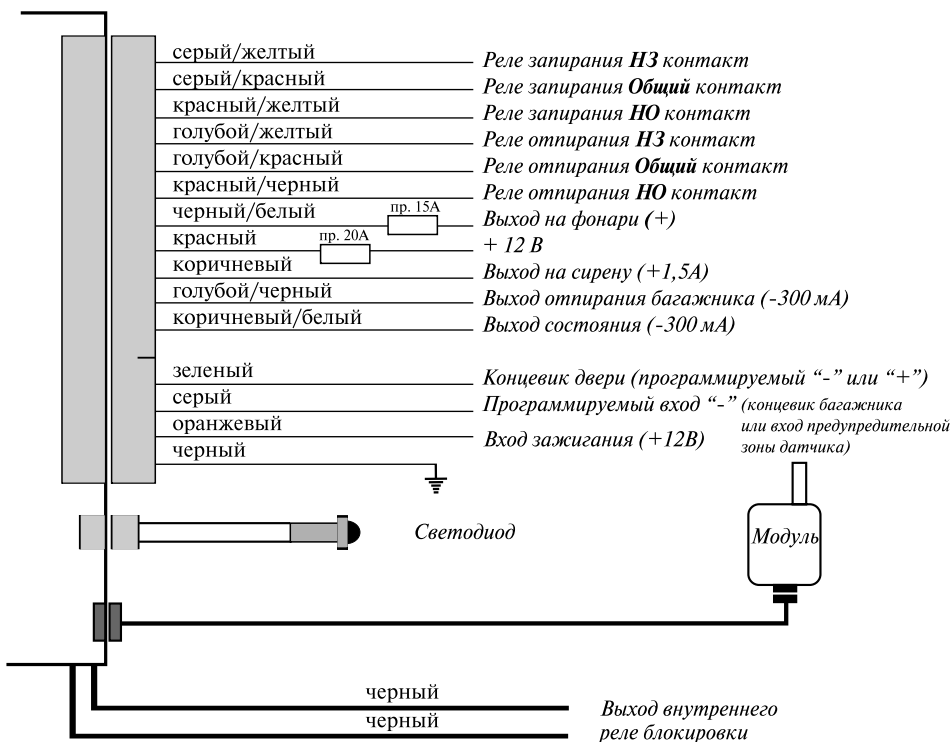 серый/желтый
Реле запирания НЗ контакт
серый/красный
Реле запирания Общий контакт
красный/желтый
Реле запирания НО контакт
голубой/желтый
Реле отпирания НЗ контакт
голубой/красный
Реле отпирания Общий контакт
красный/черный
Реле отпирания НО контакт
черный/белый
пр. 15А
Выход на фонари (+)
красный
пр. 20А
+ 12 В
коричневый
Выход на сирену (+1,5А)
голубой/черный
Выход отпирания багажника (-300 мА)
коричневый/белый
Выход состояния (-300 мА)
зеленый
Концевик двери (программируемый “-” или “+”)
серый
Программируемый вход “-” (концевик багажника
или вход предупредительной
зоны датчика)
оранжевый
Вход зажигания (+12В)
черный
Светодиод
Модуль
черный
черный
Выход внутреннего
реле блокировки